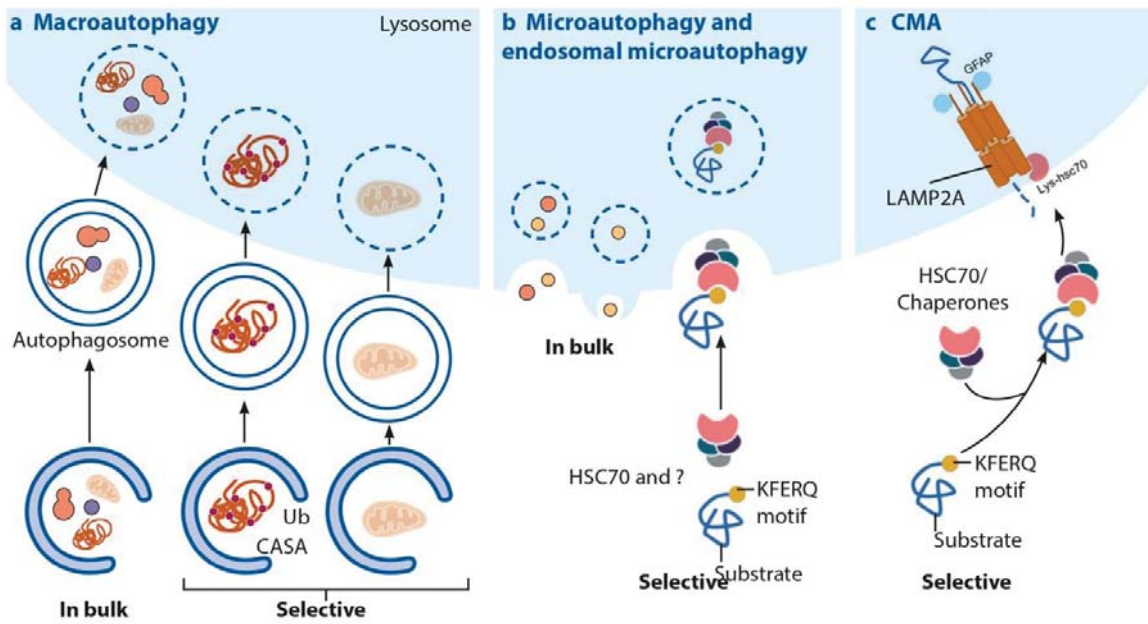 a Macroautophagy
Lysosome
Autophagosome
Ub
CASA
In bulk
Selective
b Microautophagy and
endosomal microautophagy
In bulk
HSC70 and ?
KFERQ
motif
Substrate
Selective
c CMA
GFAP
LAMP2A
Lys-hsc70
HSC70/
Chaperones
KFERQ
motif
Substrate
Selective